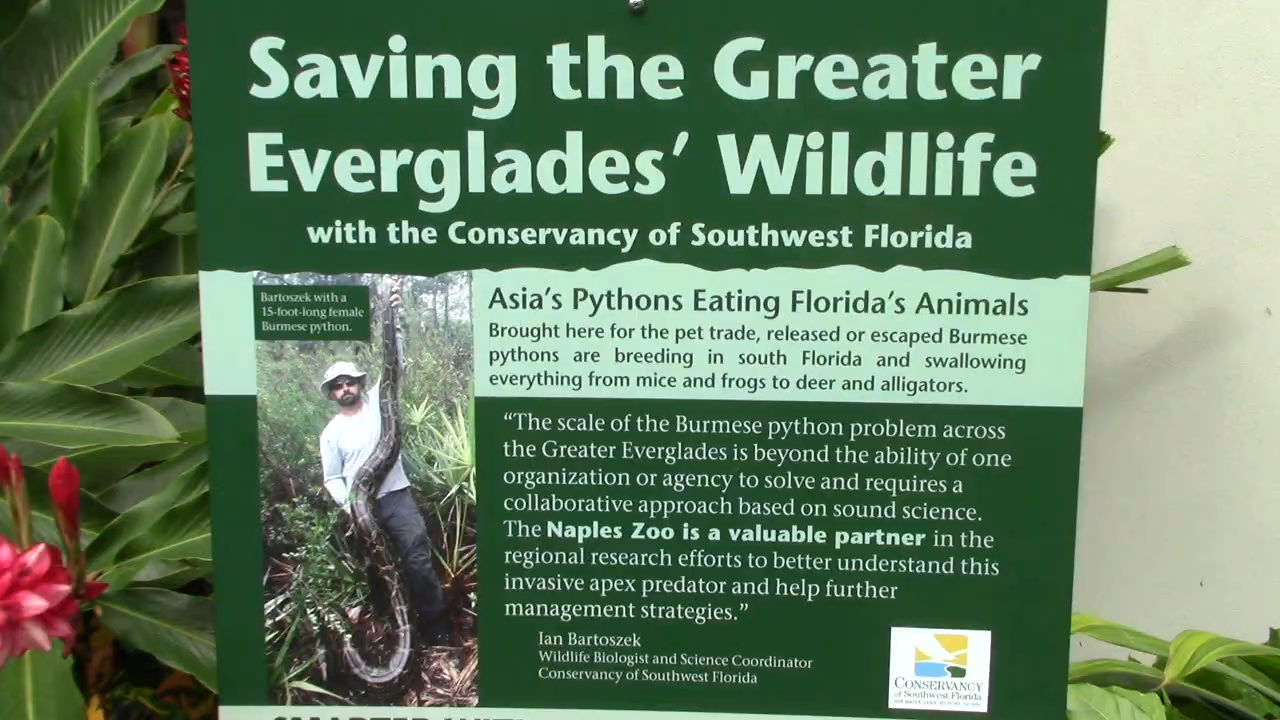 Saving the Greater
Everglades' Wildlife
with the Conservancy of Southwest Florida
Bartoszek with a
15-foot-long female
Burmese python.
Asia's Pythons Eating Florida's Animals
Brought here for the pet trade, released or escaped Burmese
pythons are breeding in south Florida and swallowing
everything from mice and frogs to deer and alligators.
"The scale of the Burmese python problem across
the Greater Everglades is beyond the ability of one
organization or agency to solve and requires a
collaborative approach based on sound science.
The Naples Zoo is a valuable partner in the
regional research efforts to better understand this
invasive apex predator and help further
management strategies."
Ian Bartoszek
Wildlife Biologist and Science Coordinator
Conservancy of Southwest Florida
CONSERVANCY
of Southwest Florida